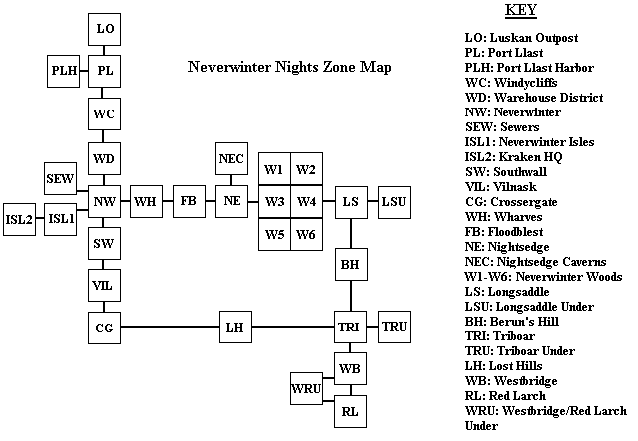 LO
PLH PL
Neverwinter Nights Zone Map
WC
WD
NEC
W1 W2
SEW
NW WH FB NE W3 W4 LS LSU
ISL2 ISL1
SW
W5 W6
BH
VIL
CG LH TRI TRU
WB
WRU
RL
KEY
LO: Luskan Outpost
PL: Port Llast
PLH: Port Llast Harbor
WC: Windycliffs
WD: Warehouse District
NW: Neverwinter
SEW: Sewers
ISL1: Neverwinter Isles
ISL2: Kraken HQ
SW: Southwall
VIL: Vilnask
CG: Crossergate
WH: Wharves
FB: Floodblest
NE: Nightsedge
NEC: Nightsedge Caverns
W1-W6: Neverwinter Woods
LS: Longsaddle
LSU: Longsaddle Under
BH: Berun's Hill
TRI: Triboar
TRU: Triboar Under
LH: Lost Hills
WB: Westbridge
RL: Red Larch
WRU: Westbridge/Red Larch
Under